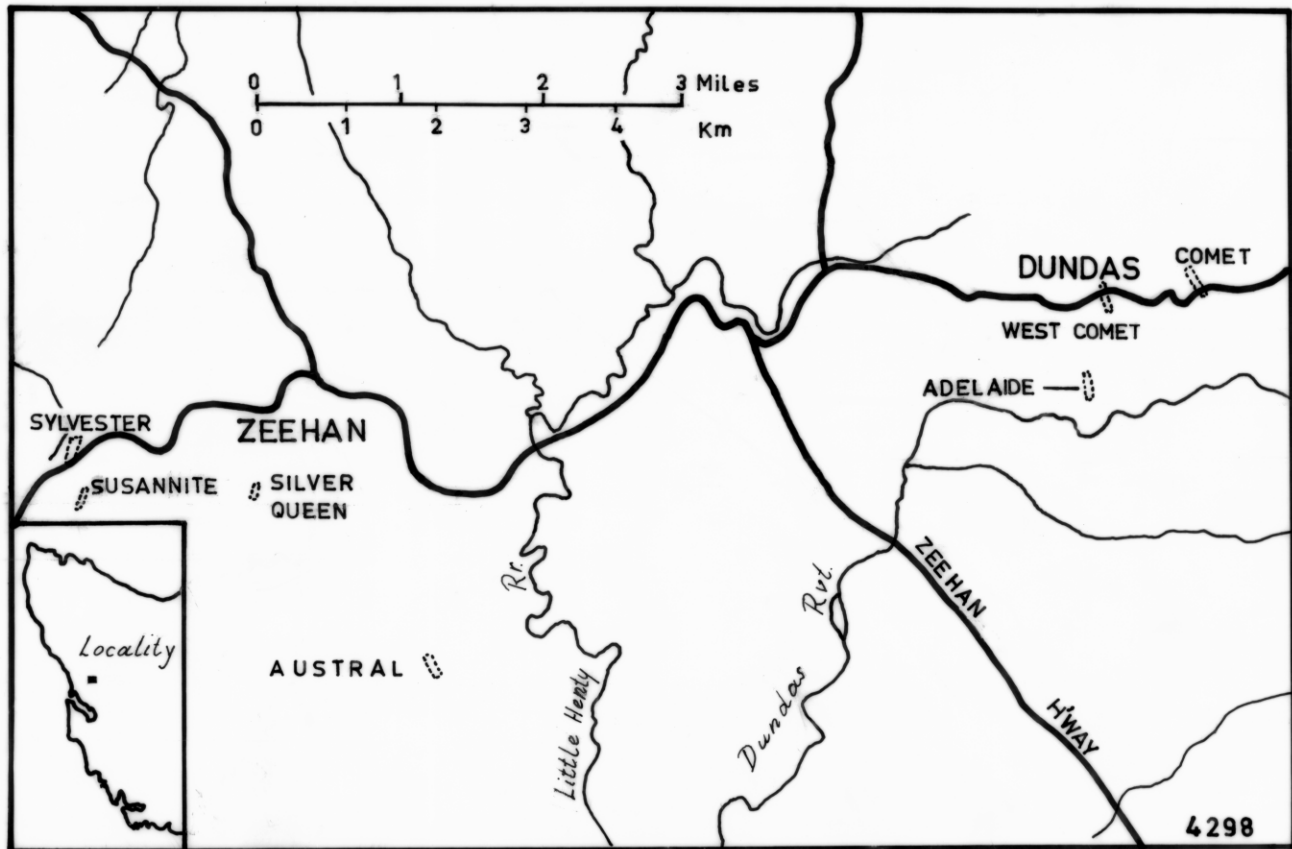 0 1 2 3 Miles
0 1 2 3 4 Km
COMET
DUNDAS
WEST COMET
ADELAIDE
SYLVESTER
ZEEHAN
SUSANNITE
SILVER
QUEEN
Rr.
Little Henty
Rvt.
Dundas
ZEEHAN
H'WAY
Locality
AUSTRAL
4298